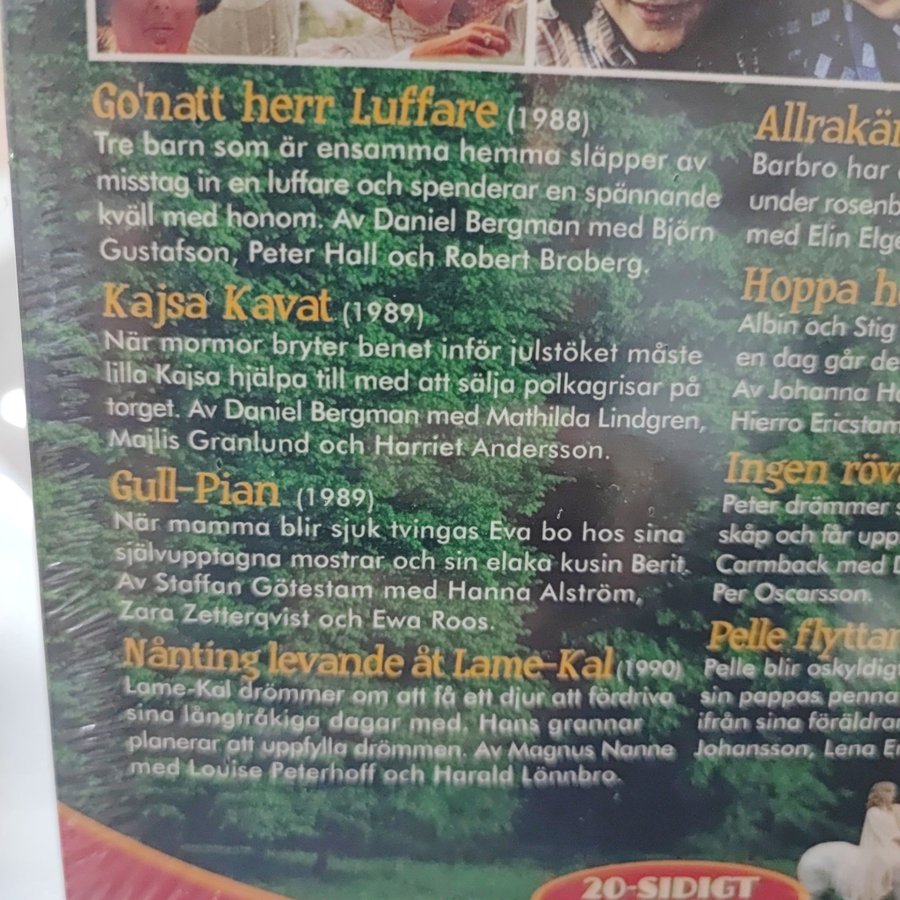 Go'natt herr Luffare (1988)
Tre barn som är ensamma hemma släpper av
misstag in en luffare och spenderar en spännande
kväll med honom. Av Daniel Bergman med Björn
Gustafson, Peter Hall och Robert Broberg.
Kajsa Kavat (1989)
När mormor bryter benet inför julstöket måste
lilla Kajsa hjälpa till med att sälja polkagrisar på
torget. Av Daniel Bergman med Mathilda Lindgren,
Majlis Granlund och Harriet Andersson.
Gull-Pian (1989)
När mamma blir sjuk tvingas Eva bo hos sina
självupptagna mostrar och sin elaka kusin Berit.
Av Staffan Götestam med Hanna Alström,
Zara Zetterqvist och Ewa Roos.
Nånting levande åt Lame-Kal (1990)
Lame-Kal drömmer om att få ett djur att fördriva
sina långtråkiga dagar med. Hans grannar
planerar att uppfylla drömmen. Av Magnus Nanne
med Louise Peterhoff och Harald Lönnbro.
Allrakär
Barbro har
under rosenb
med Elin Elge
Hoppa h
Albin och Stig
en dag går de
Av Johanna H
Hierro Ericstam
Ingen röv
Peter drömmer s
skåp och får upp
Carmback med
Per Oscarsson.
Pelle flyttar
Pelle blir oskyldigt
sin pappas penna
ifrån sina föräldrar
Johansson, Lena E
20-SIDIGT